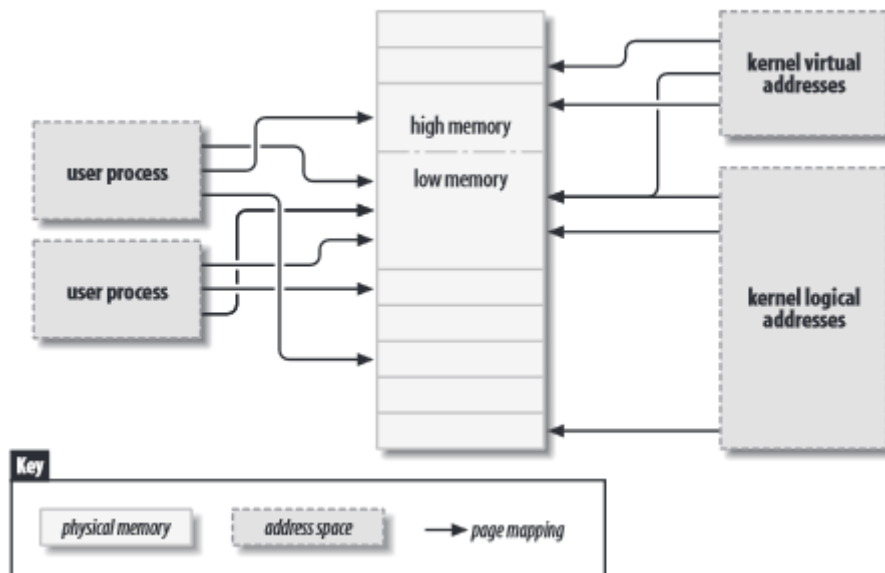 kernel virtual
addresses
high memory
user process
low memory
user process
kernel logical
addresses
Key
physical memory
address space
page mapping